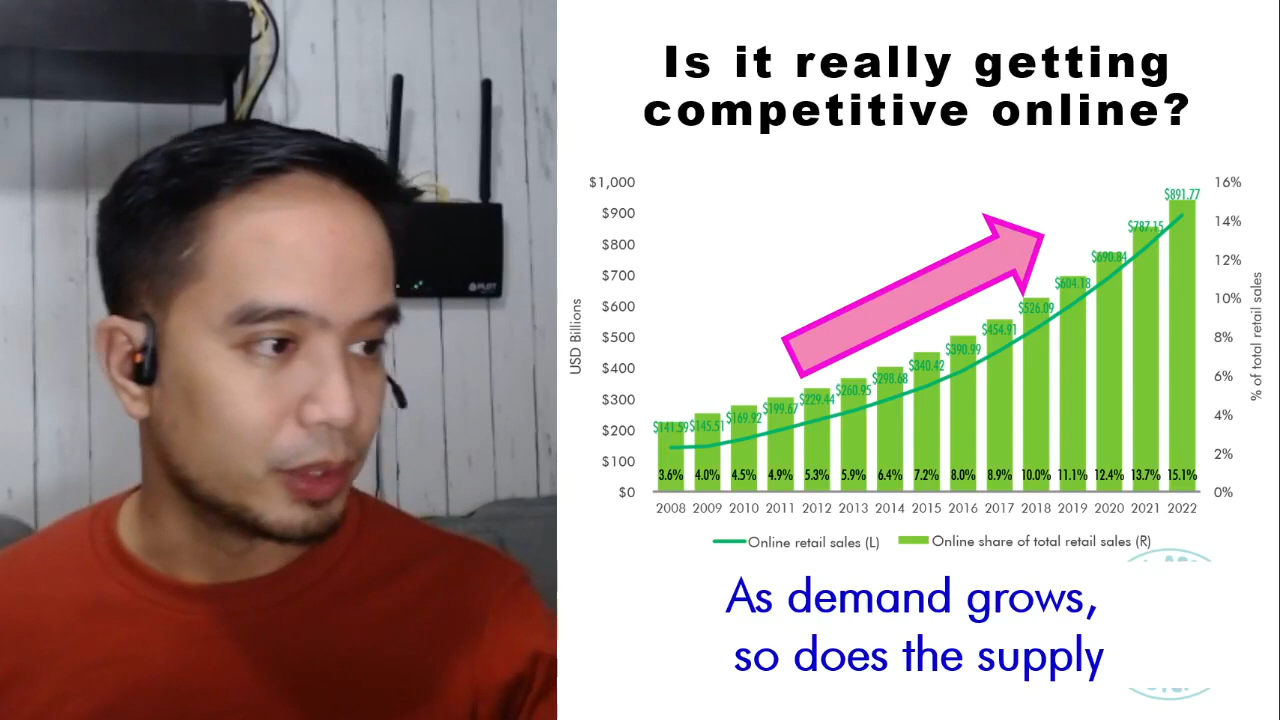 Is it really getting
competitive online?
$1,000
$900
$800
$700
$600
$500
$400
$300
$200
$100
$0
USD Billions
16%
14%
12%
10%
8%
6%
4%
2%
0%
% of total retail sales
$141.59 $145.51 $169.92 $199.67 $229.44 $260.95 $298.68 $340.42 $390.99 $454.91 $526.09 $604.18 $690.84 $787.15 $891.77
3.6% 4.0% 4.5% 4.9% 5.3% 5.9% 6.4% 7.2% 8.0% 8.9% 10.0% 11.1% 12.4% 13.7% 15.1%
2008 2009 2010 2011 2012 2013 2014 2015 2016 2017 2018 2019 2020 2021 2022
Online retail sales (L) Online share of total retail sales (R)
As demand grows,
so does the supply
PLDT